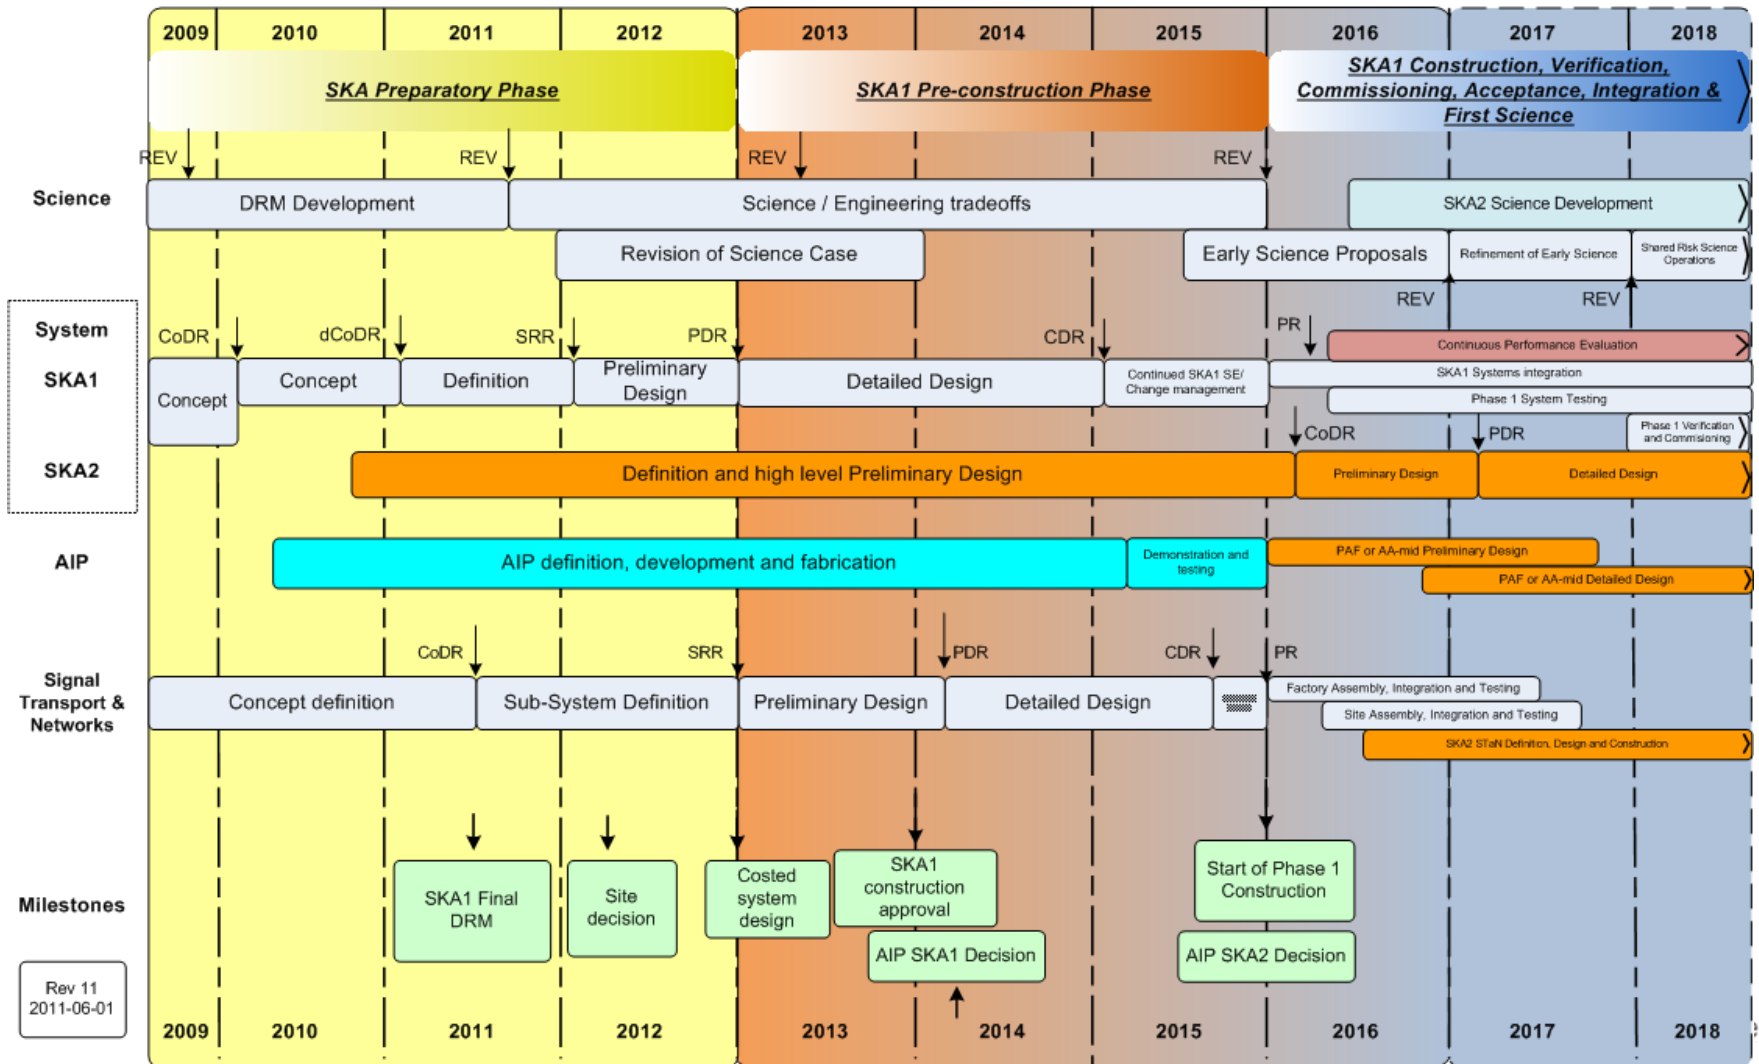 2009 2010 2011 2012 2013 2014 2015 2016 2017 2018
SKA Preparatory Phase
SKA1 Pre-construction Phase
SKA1 Construction, Verification,
Commissioning, Acceptance, Integration &
First Science
REV REV REV REV
Science
DRM Development
Science / Engineering tradeoffs
SKA2 Science Development
Revision of Science Case
Early Science Proposals
Refinement of Early Science
Shared Risk Science
Operations
REV REV
System
CoDR dCoDR SRR PDR CDR PR
Continuous Performance Evaluation
SKA1
Concept
Concept
Definition
Preliminary
Design
Detailed Design
Continued SKA1 SE/
Change management
SKA1 Systems integration
Phase 1 System Testing
CoDR PDR
Phase 1 Verification
and Commisioning
SKA2
Definition and high level Preliminary Design
Preliminary Design
Detailed Design
AIP
AIP definition, development and fabrication
Demonstration and
testing
PAF or AA-mid Preliminary Design
PAF or AA-mid Detailed Design
CoDR SRR PDR CDR PR
Signal
Transport &
Networks
Concept definition
Sub-System Definition
Preliminary Design
Detailed Design
Factory Assembly, Integration and Testing
Site Assembly, Integration and Testing
SKA2 STaN Definition, Design and Construction
Milestones
SKA1 Final
DRM
Site
decision
Costed
system
design
SKA1
construction
approval
AIP SKA1 Decision
Start of Phase 1
Construction
AIP SKA2 Decision
Rev 11
2011-06-01
2009 2010 2011 2012 2013 2014 2015 2016 2017 2018